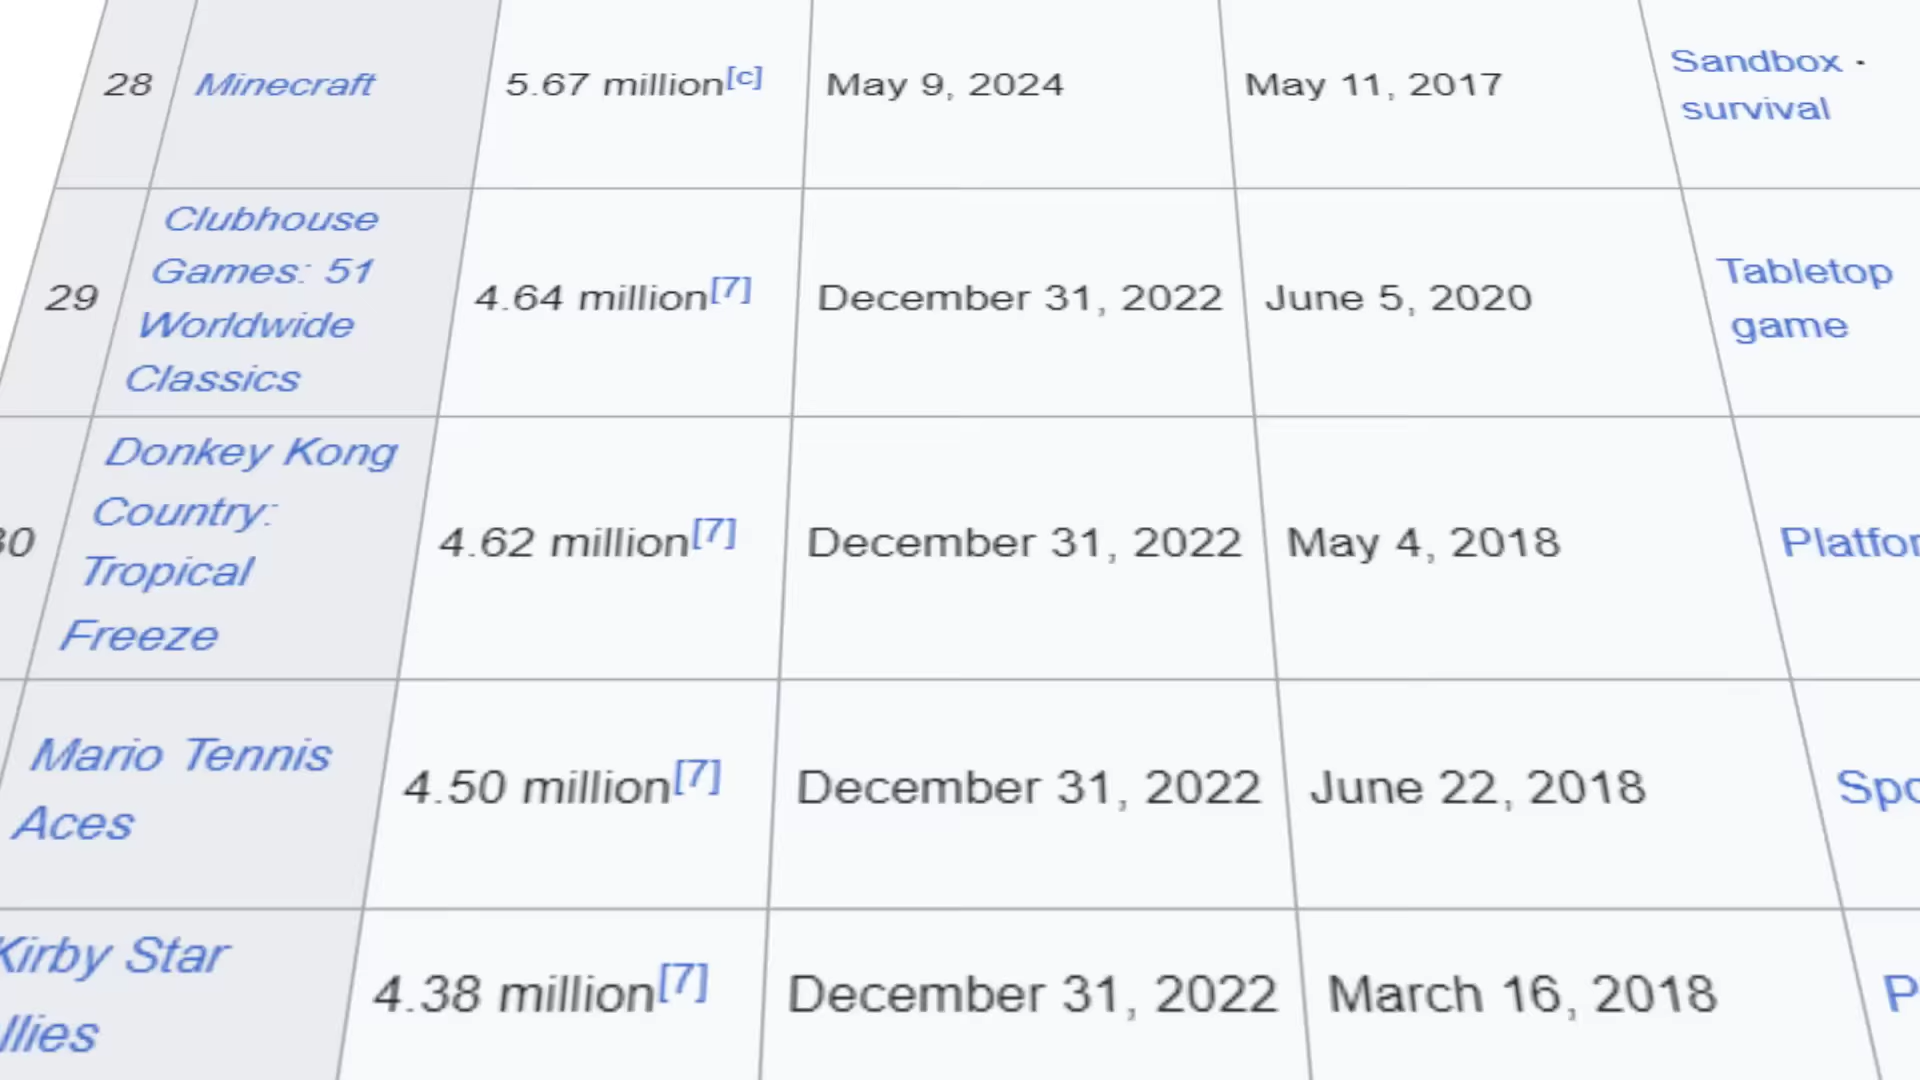 28 Minecraft 5.67 million[c] May 9, 2024 May 11, 2017 Sandbox ·
survival
Clubhouse
Games: 51
29 Worldwide 4.64 million[7] December 31, 2022 June 5, 2020 Tabletop
Classics game
Donkey Kong
Country:
30 Tropical 4.62 million[7] December 31, 2022 May 4, 2018 Platfor
Freeze
Mario Tennis 4.50 million[7] December 31, 2022 June 22, 2018 Spo
Aces
Kirby Star 4.38 million[7] December 31, 2022 March 16, 2018 P
llies